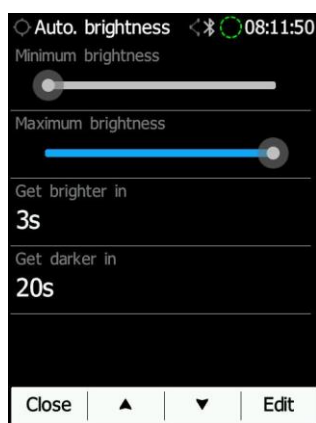 Auto. brightness 08:11:50
Minimum brightness
Maximum brightness
Get brighter in
3s
Get darker in
20s
Close Edit